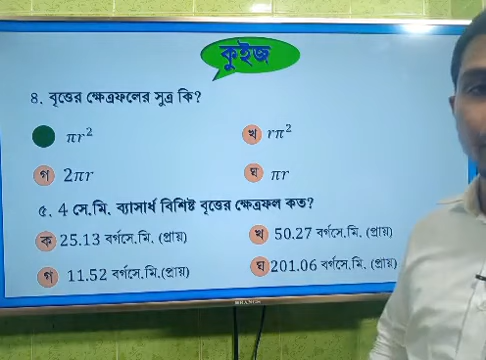 কুইজ
৪. বৃত্তের ক্ষেত্রফলের সুত্র কি?
πr² খ rπ²
গ 2πr ঘ πr
৫. 4 সে.মি. ব্যাসার্ধ বিশিষ্ট বৃত্তের ক্ষেত্রফল কত?
ক 25.13 বর্গসে.মি. (প্রায়) খ 50.27 বর্গসে.মি. (প্রায়)
গ 11.52 বর্গসে.মি.(প্রায়) ঘ 201.06 বর্গসে.মি. (প্রায়)